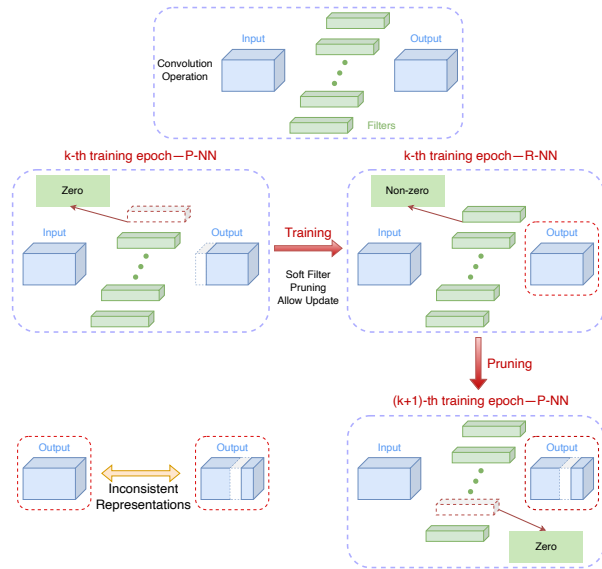 Input
Output
Convolution
Operation
Filters
k-th training epoch—P-NN
k-th training epoch—R-NN
Zero
Non-zero
Input
Output
Training
Input
Output
Soft Filter
Pruning
Allow Update
Pruning
(k+1)-th training epoch—P-NN
Output
Output
Input
Output
Inconsistent
Representations
Zero